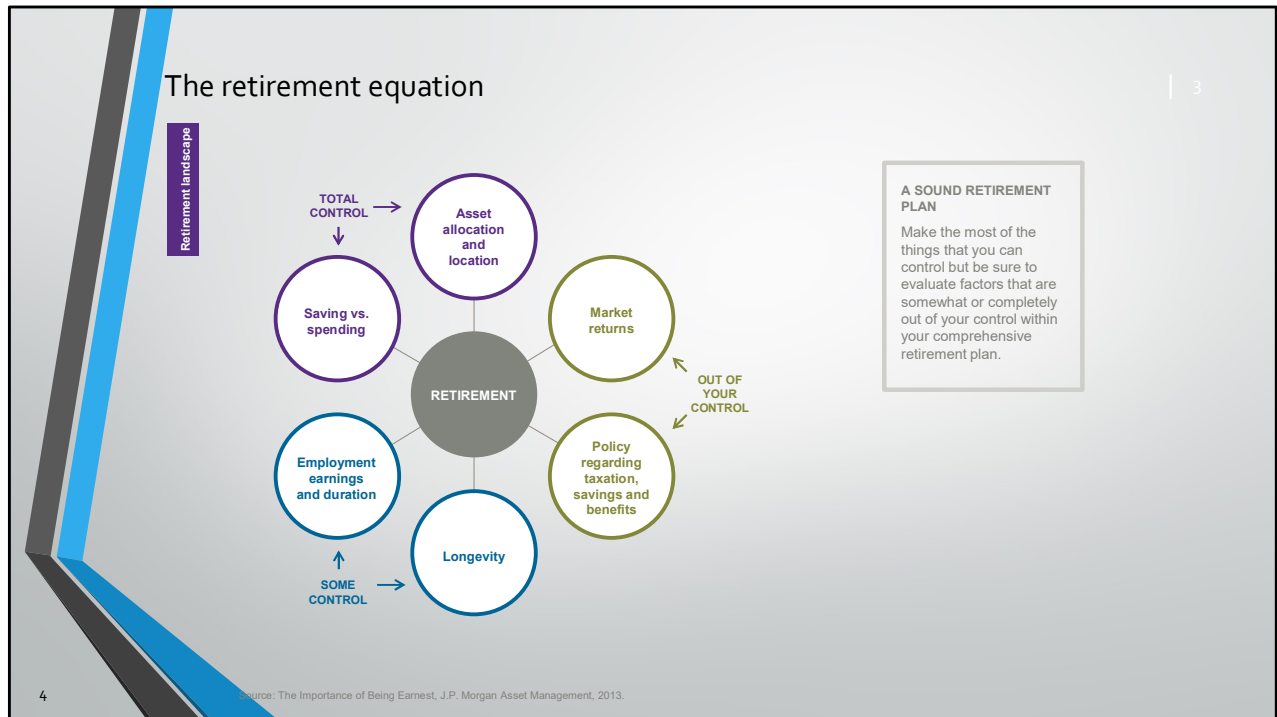 The retirement equation
3
Retirement landscape
TOTAL
CONTROL
Asset
allocation
and
location
Saving vs.
spending
Market
returns
RETIREMENT
OUT OF
YOUR
CONTROL
Employment
earnings
and duration
Policy
regarding
taxation,
savings and
benefits
Longevity
SOME
CONTROL
A SOUND RETIREMENT
PLAN
Make the most of the
things that you can
control but be sure to
evaluate factors that are
somewhat or completely
out of your control within
your comprehensive
retirement plan.
4
Source: The Importance of Being Earnest, J.P. Morgan Asset Management, 2013.